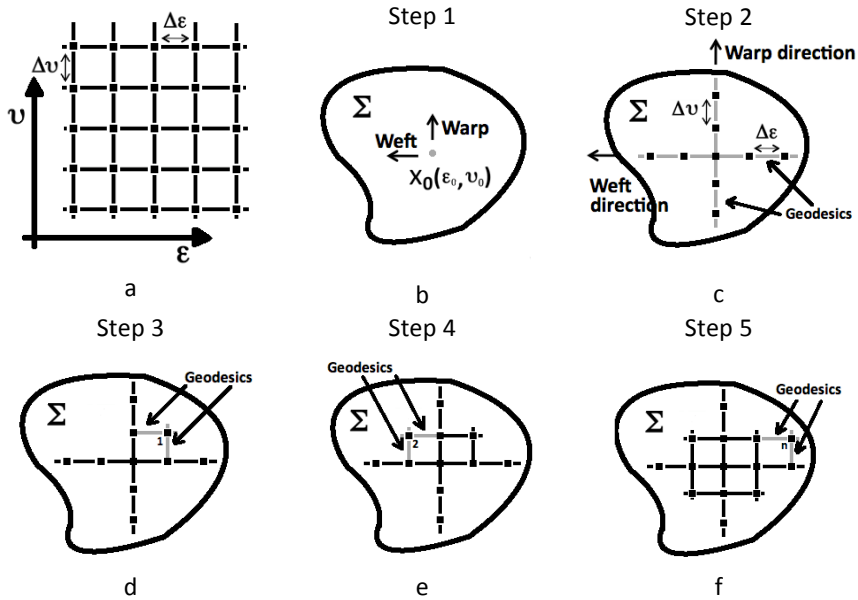 Δε
Δυ
υ
ε
a
Step 1
Σ
Warp
Weft
X₀(ε₀,υ₀)
b
Step 2
Warp direction
Σ
Δυ
Δε
Weft
direction
Geodesics
c
Step 3
Geodesics
Σ
1
d
Step 4
Geodesics
Σ
2
e
Step 5
Geodesics
Σ
n
f